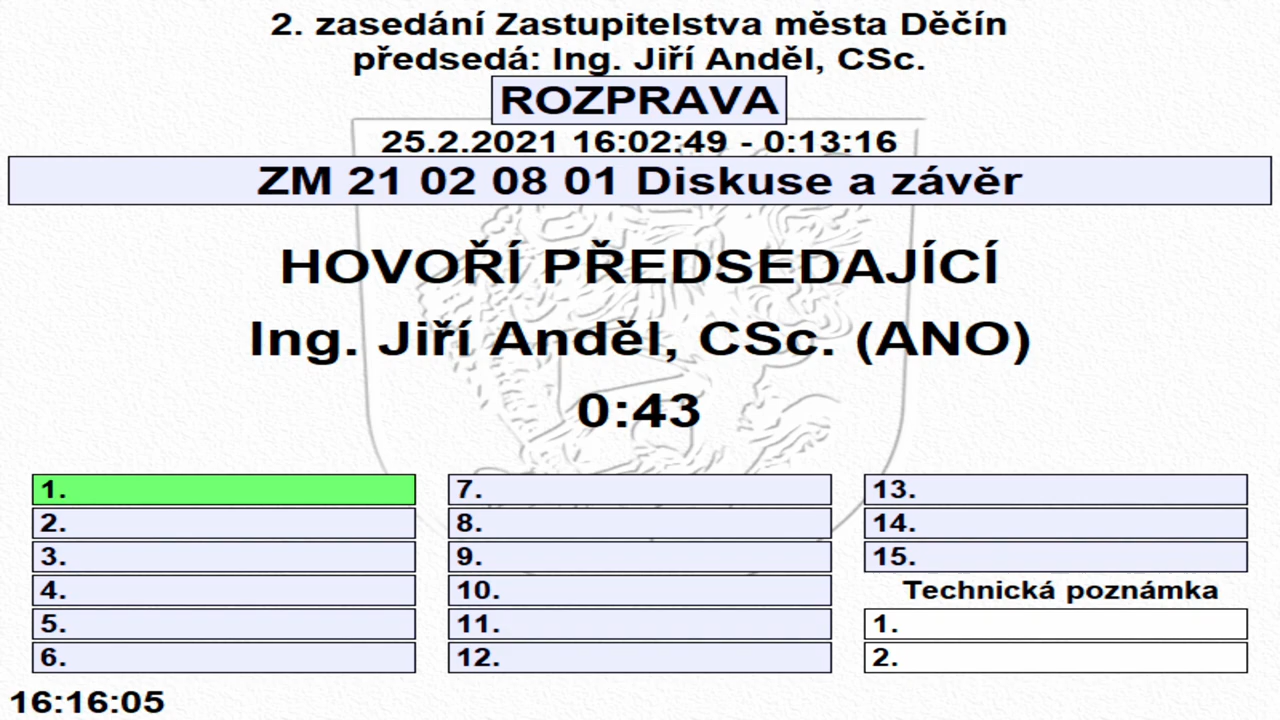 2. zasedání Zastupitelstva města Děčín
předsedá: Ing. Jiří Anděl, CSc.
ROZPRAVA
25.2.2021 16:02:49 - 0:13:16
ZM 21 02 08 01 Diskuse a závěr
HOVOŘÍ PŘEDSEDAJÍCÍ
Ing. Jiří Anděl, CSc. (ANO)
0:43
1.
2.
3.
4.
5.
6.
7.
8.
9.
10.
11.
12.
13.
14.
15.
Technická poznámka
1.
2.
16:16:05